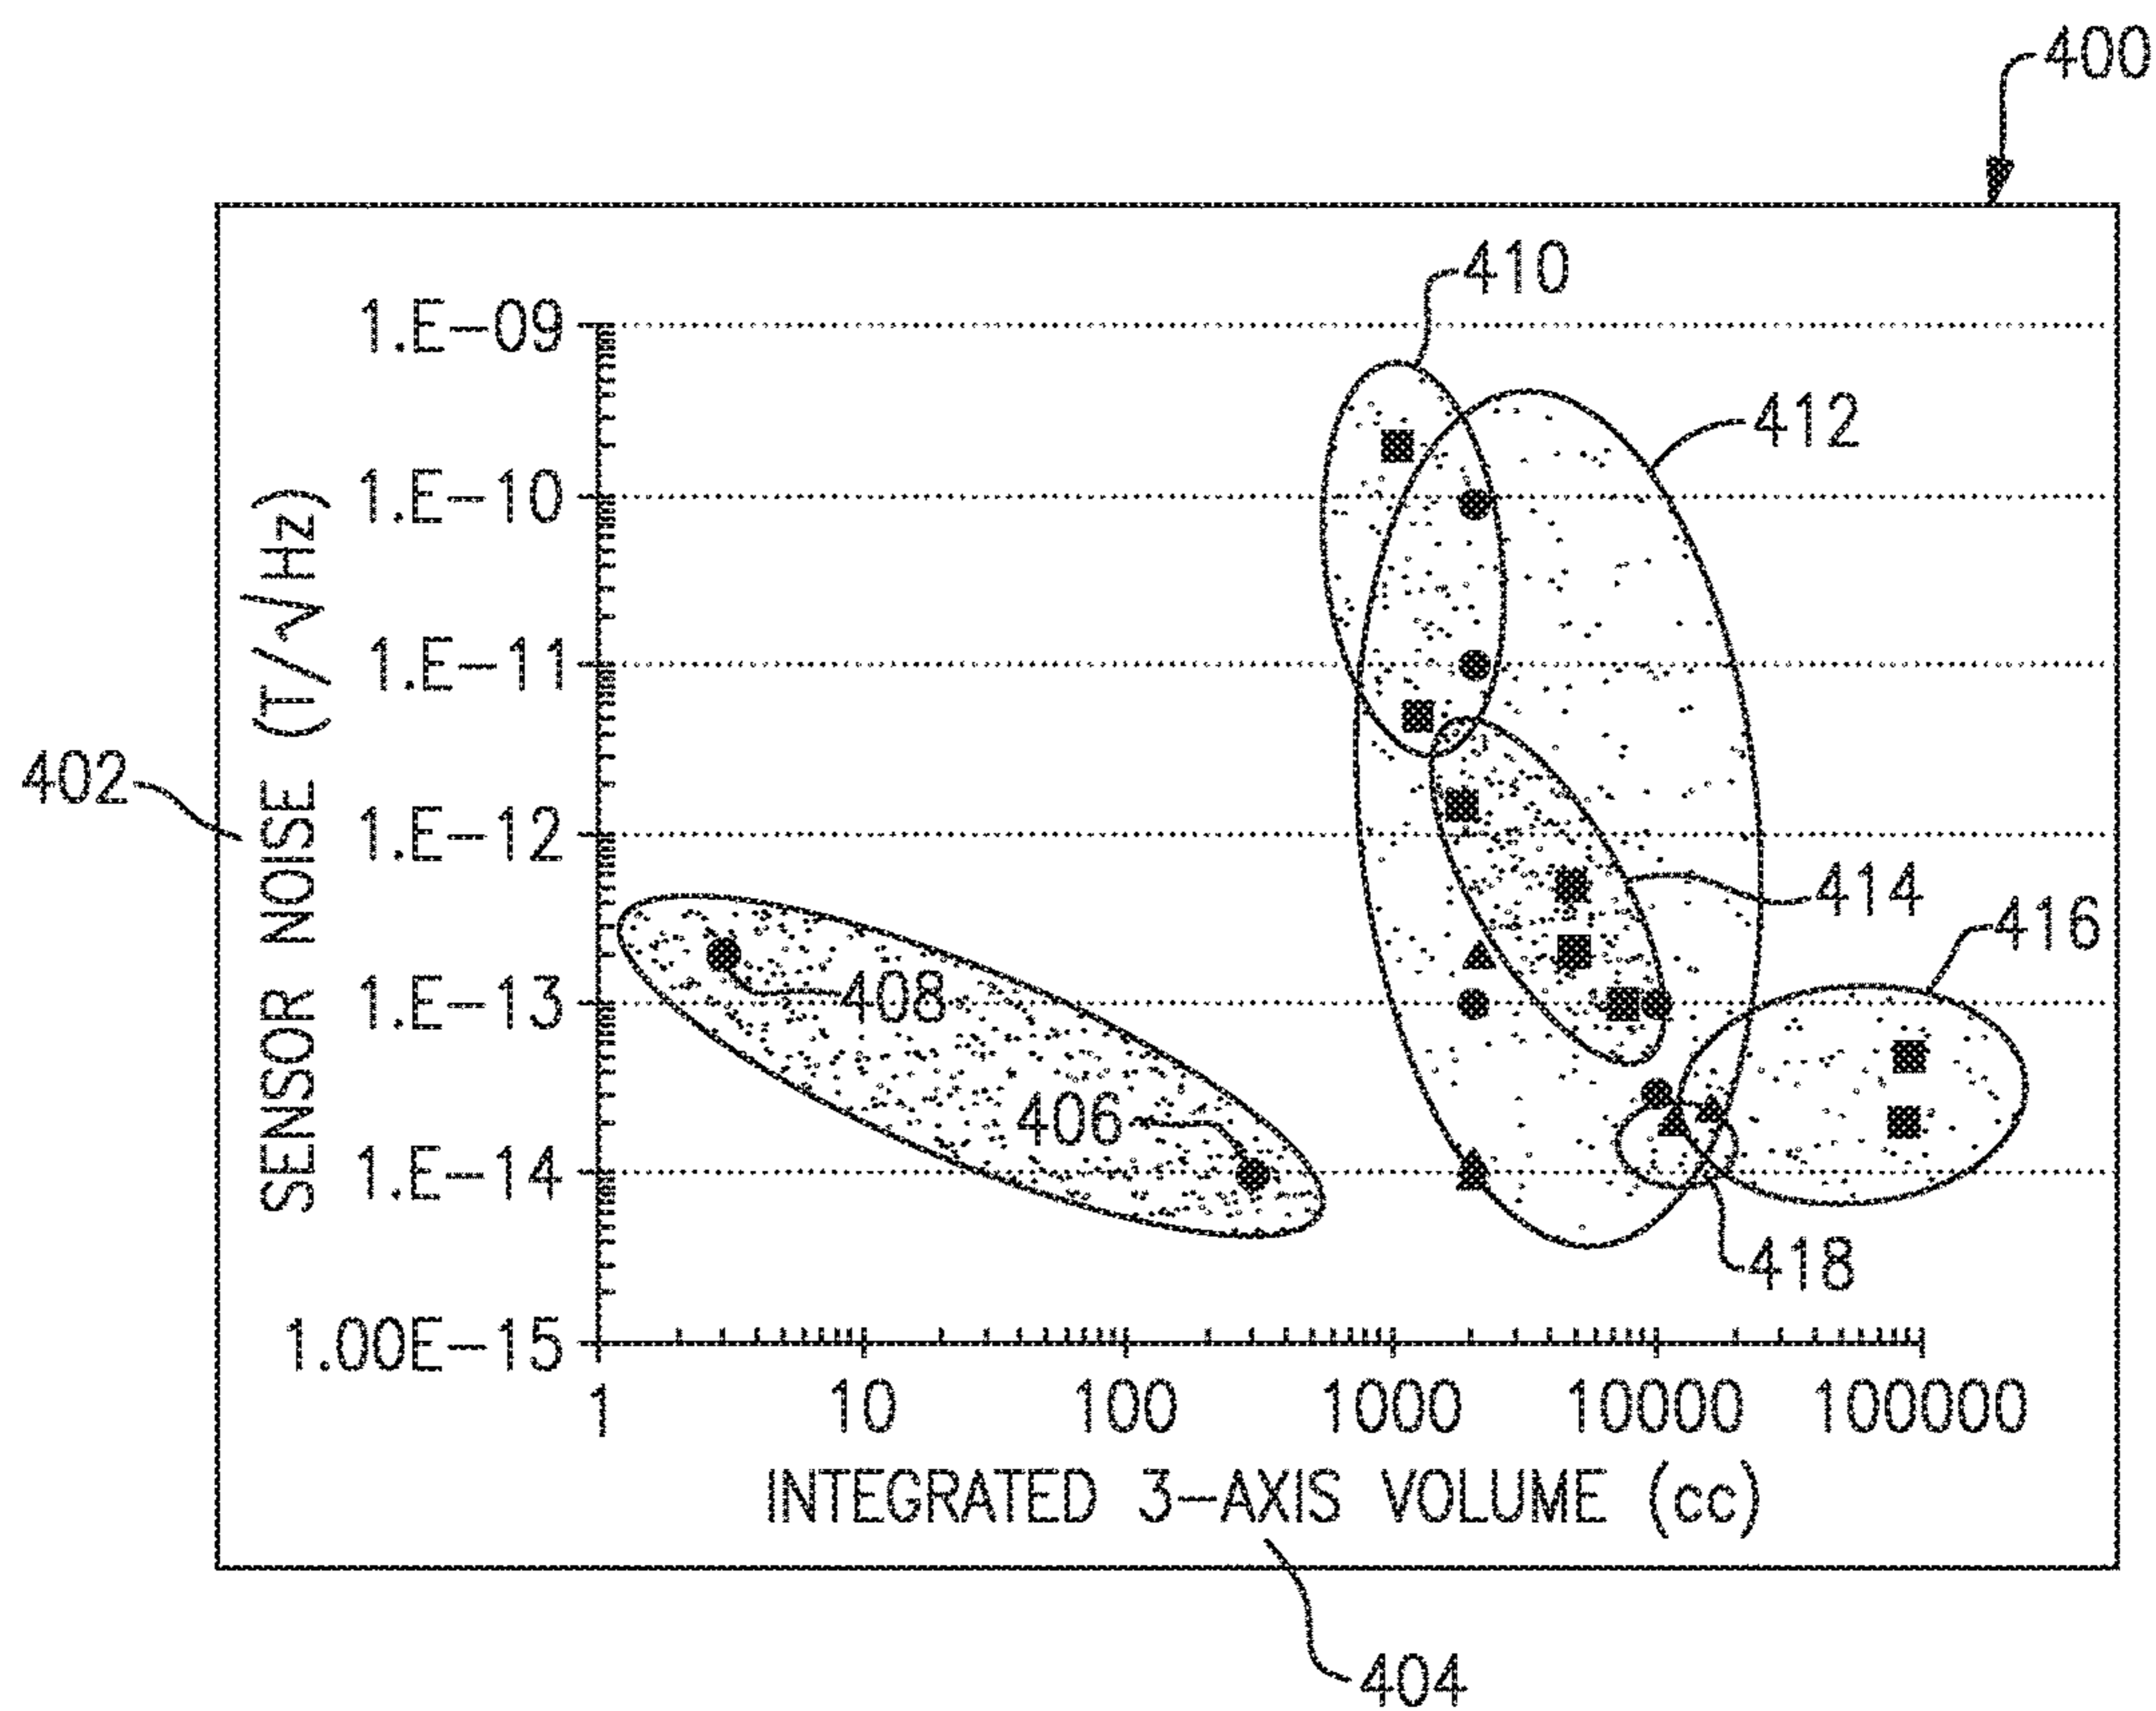 400
410
1.E-09
412
1.E-10
1.E-11
402
SENSOR NOISE (T/√Hz)
1.E-12
414
416
408
1.E-13
406
1.E-14
418
1.00E-15
1 10 100 1000 10000 100000
INTEGRATED 3-AXIS VOLUME (cc)
404